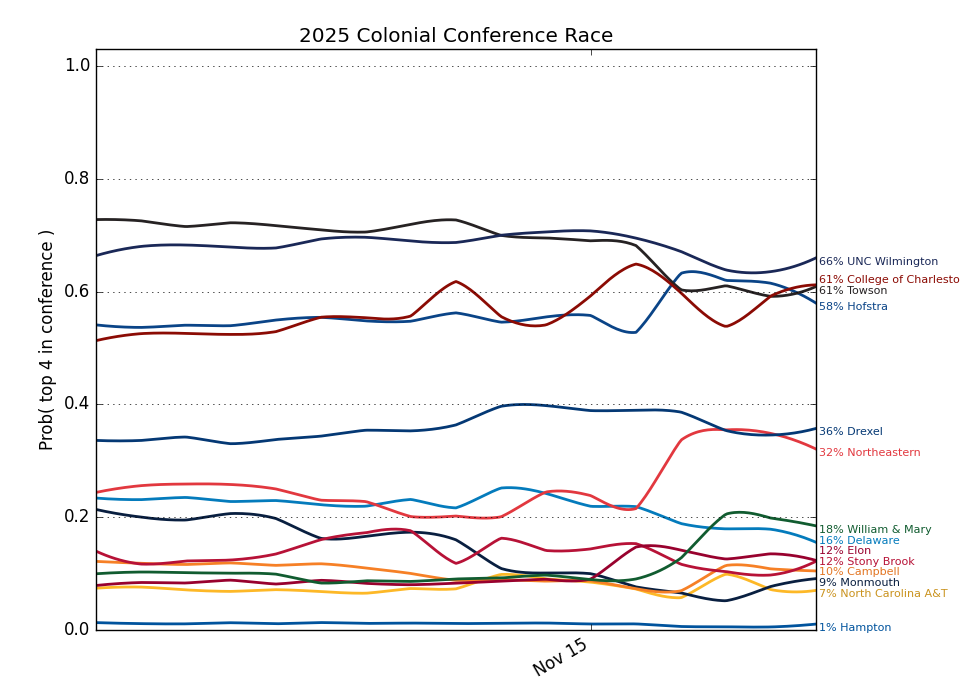 2025 Colonial Conference Race
1.0
0.8
0.6
0.4
0.2
0.0
Prob( top 4 in conference )
Nov 15
66% UNC Wilmington
61% College of Charlesto
61% Towson
58% Hofstra
36% Drexel
32% Northeastern
18% William & Mary
16% Delaware
12% Elon
12% Stony Brook
10% Campbell
9% Monmouth
7% North Carolina A&T
1% Hampton